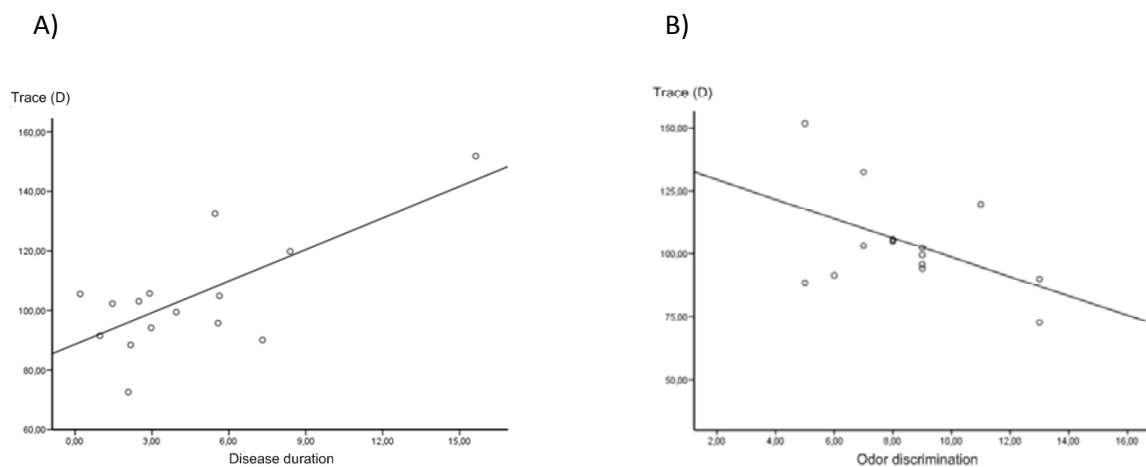 A)
Trace (D)
160,00
140,00
120,00
100,00
80,00
60,00
0,00 3,00 6,00 9,00 12,00 15,00
Disease duration
B)
Trace (D)
150,00
125,00
100,00
75,00
50,00
2,00 4,00 6,00 8,00 10,00 12,00 14,00 16,00
Odor discrimination